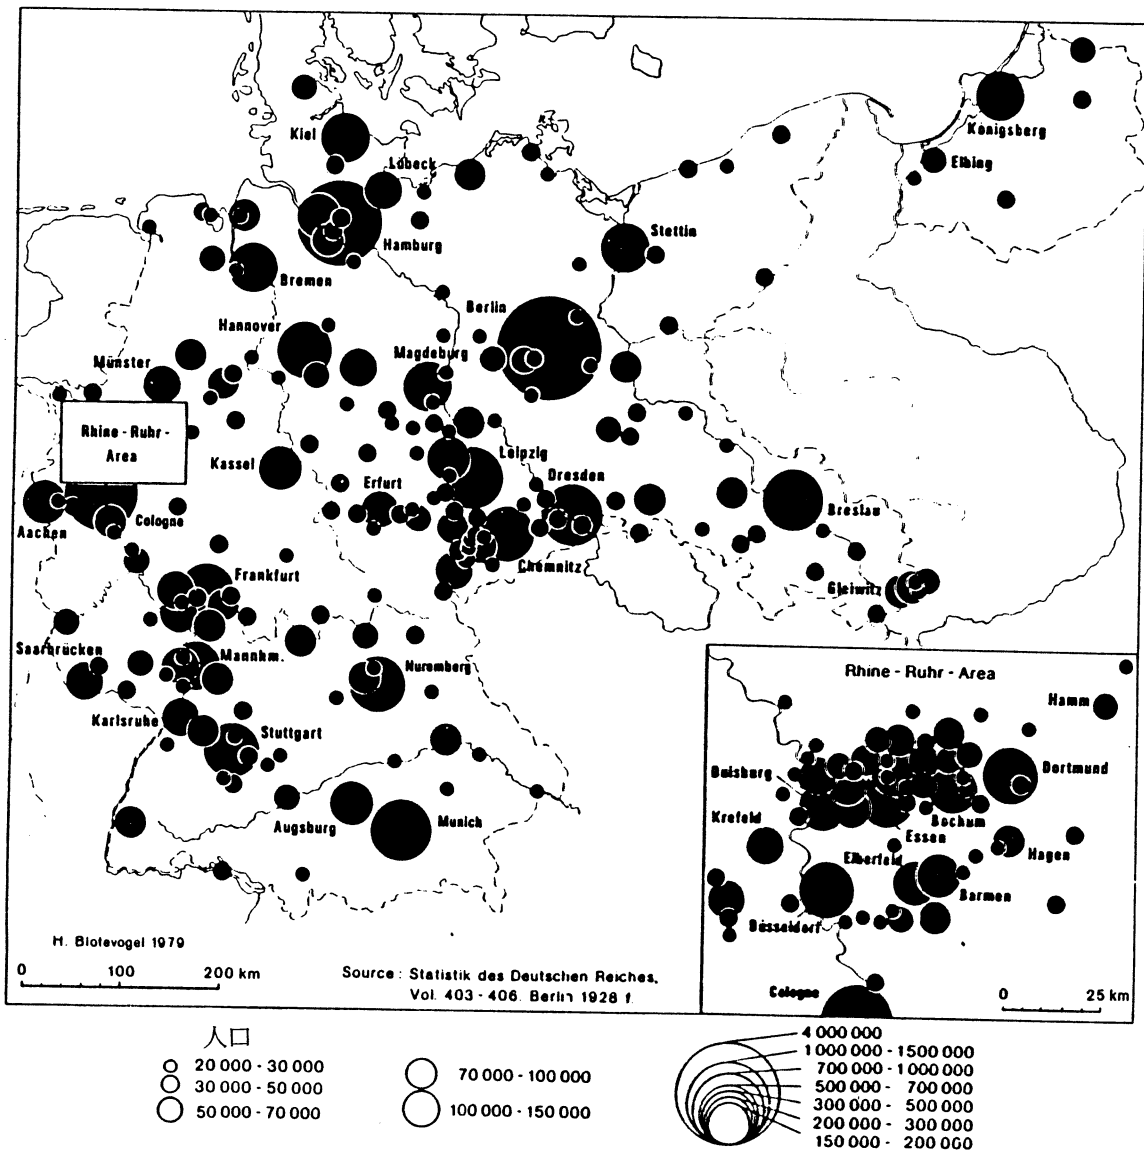 Kiel
Lübeck
Königsberg
Elbing
Hamburg
Stettin
Bremen
Berlin
Hannover
Magdeburg
Münster
Rhine - Ruhr -
Area
Kassel
Leipzig
Erfurt
Dresden
Breslau
Aachen
Cologne
Chemnitz
Frankfurt
Gleiwitz
Saarbrücken
Mannhm.
Nuremberg
Karlsruhe
Stuttgart
Augsburg
Munich
Rhine - Ruhr - Area
Hamm
Duisburg
Dortmund
Krefeld
Bochum
Essen
Hagen
Elberfeld
Barmen
Düsseldorf
Cologne
0 25 km
H. Blotevogel 1979
0 100 200 km
Source : Statistik des Deutschen Reiches,
Vol. 403 - 406. Berlin 1928 f.
人口
20 000 - 30 000
30 000 - 50 000
50 000 - 70 000
70 000 - 100 000
100 000 - 150 000
4 000 000
1 000 000 - 1500 000
700 000 - 1 000 000
500 000 - 700 000
300 000 - 500 000
200 000 - 300 000
150 000 - 200 000